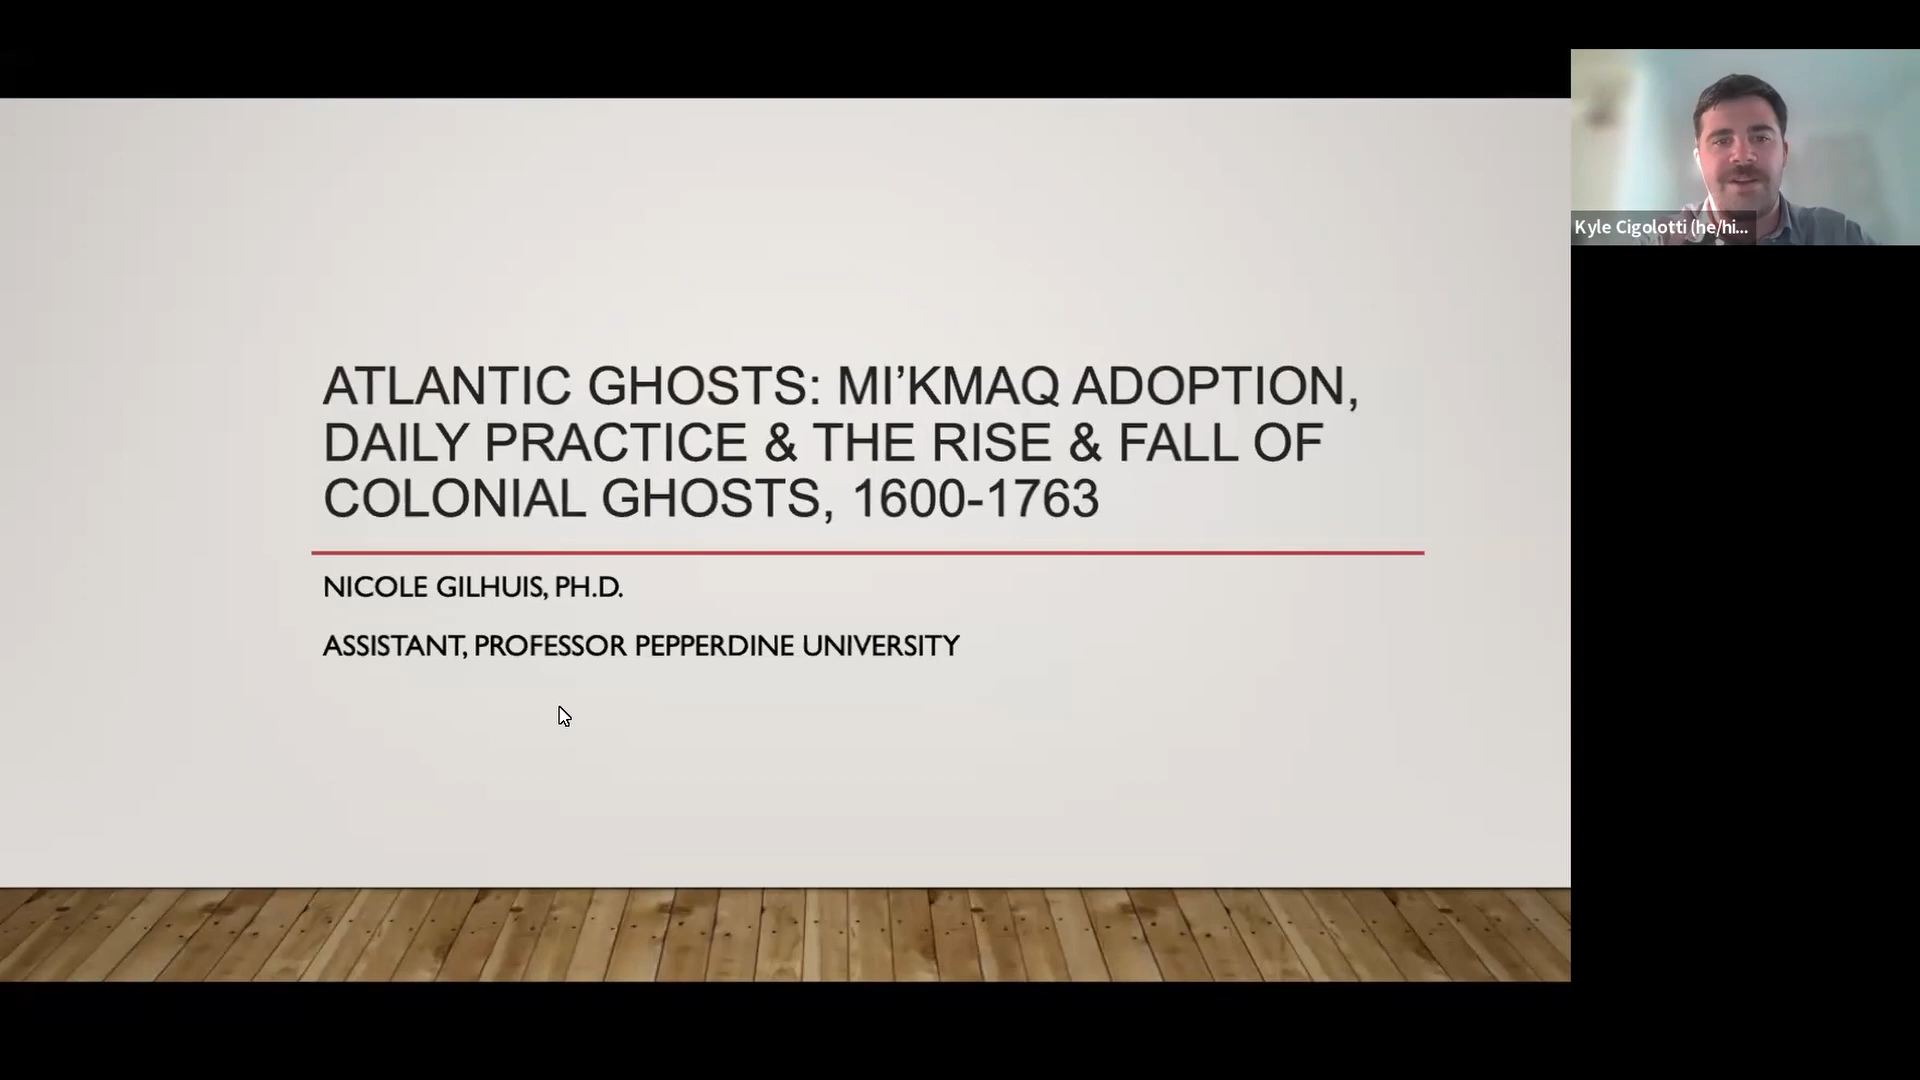 ATLANTIC GHOSTS: MI’KMAQ ADOPTION,
DAILY PRACTICE & THE RISE & FALL OF
COLONIAL GHOSTS, 1600-1763
NICOLE GILHUIS, PH.D.
ASSISTANT, PROFESSOR PEPPERDINE UNIVERSITY
Kyle Cigolotti (he/hi...